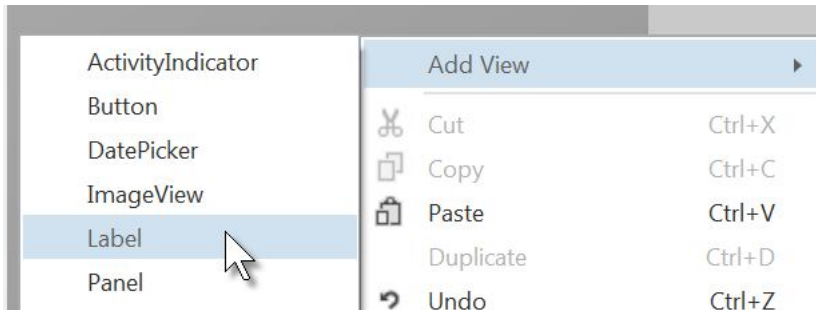 ActivityIndicator
Button
DatePicker
ImageView
Label
Panel
Add View
Cut Ctrl+X
Copy Ctrl+C
Paste Ctrl+V
Duplicate Ctrl+D
Undo Ctrl+Z